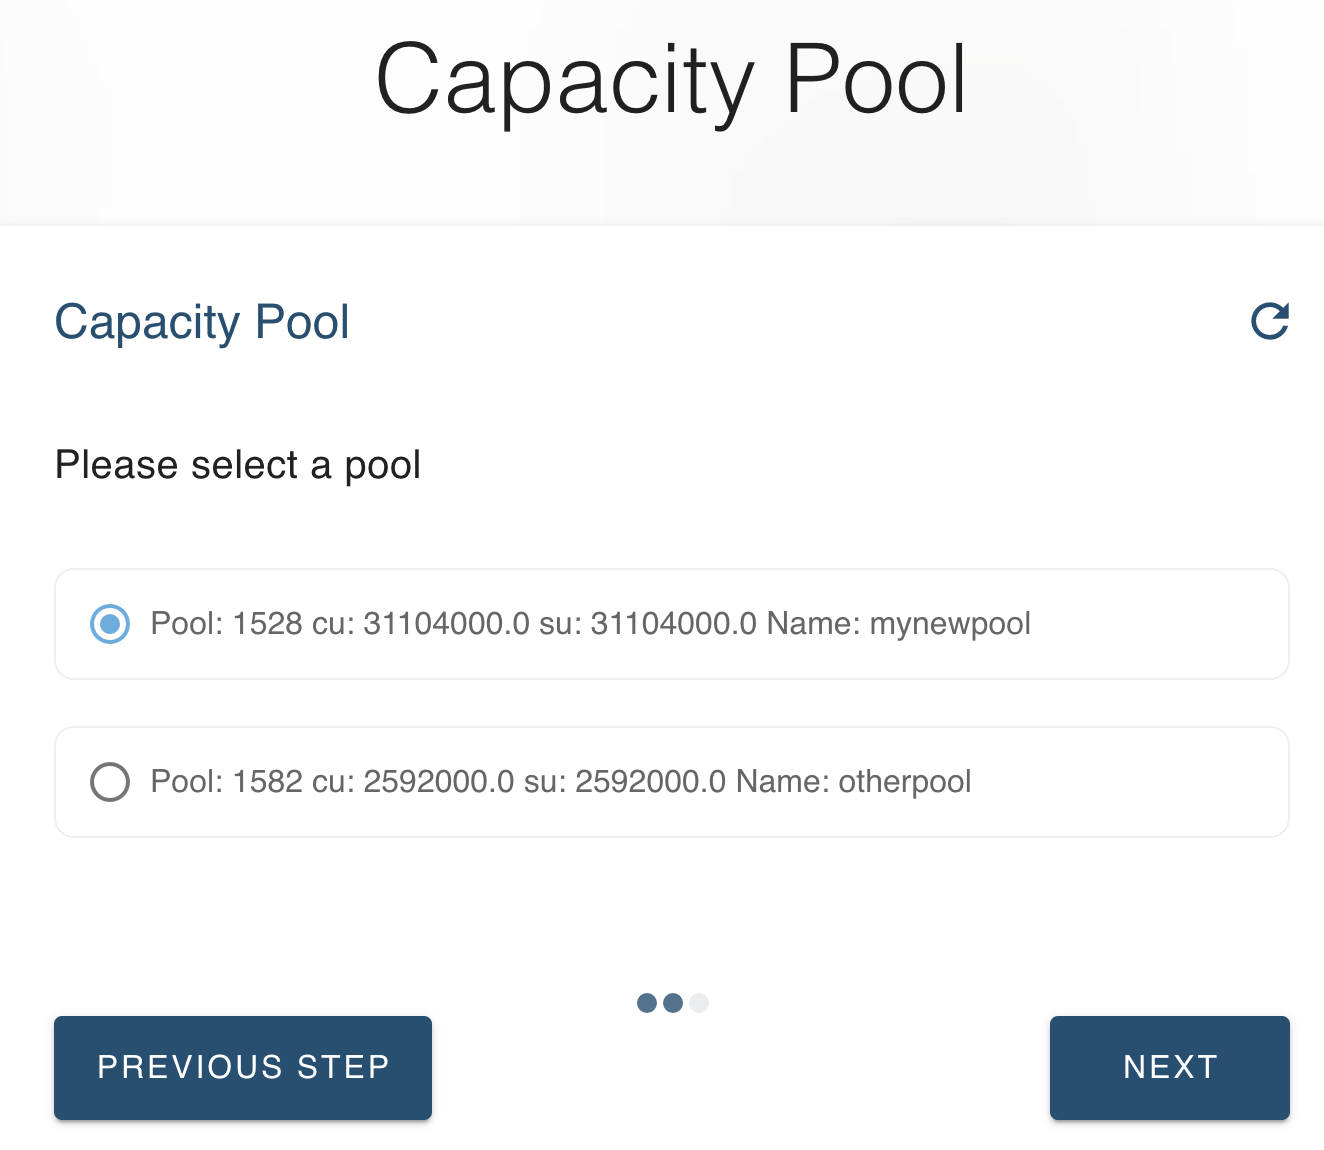 Capacity Pool
Capacity Pool
Please select a pool
Pool: 1528 cu: 31104000.0 su: 31104000.0 Name: mynewpool
Pool: 1582 cu: 2592000.0 su: 2592000.0 Name: otherpool
PREVIOUS STEP
NEXT